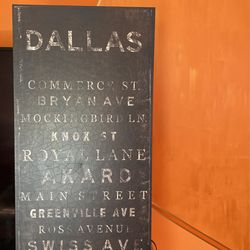 DALLAS
COMMERCE ST.
BRYAN AVE
MOCKINGBIRD LN.
KNOX ST
ROYAL LANE
AKARD
MAIN STREET
GREENVILLE AVE
ROSS AVENUE
SWISS AVE